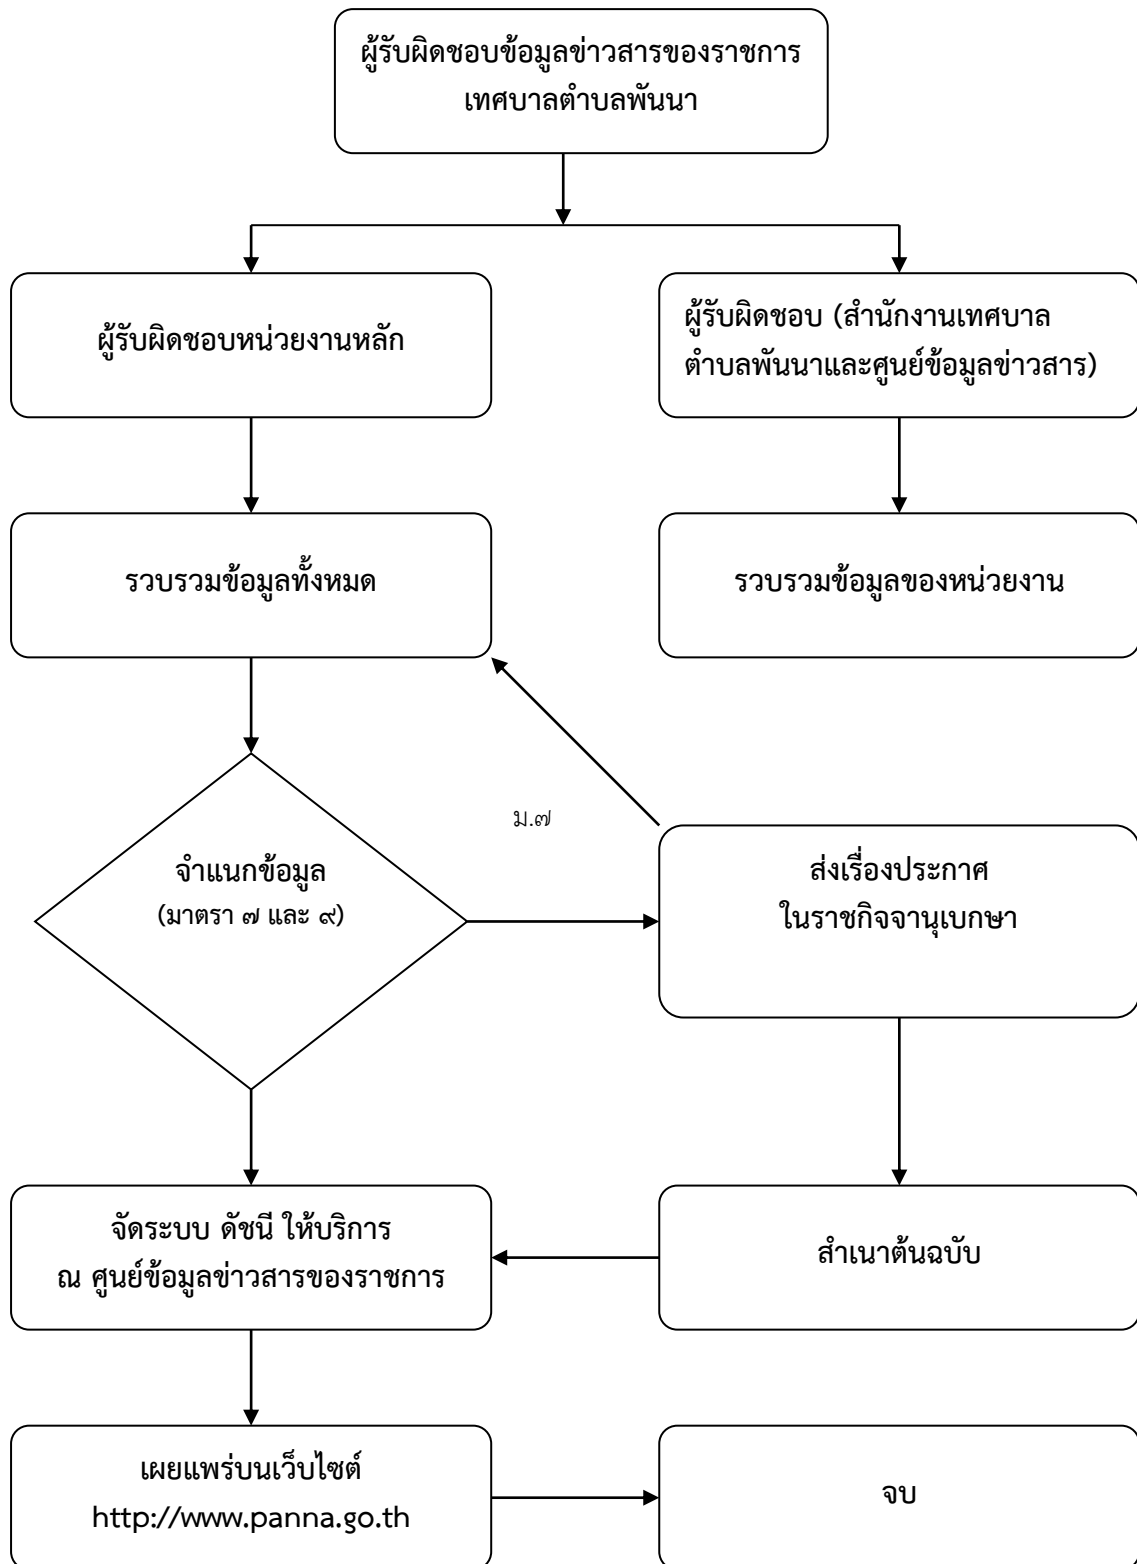 ผู้รับผิดชอบข้อมูลข่าวสารของราชการ
เทศบาลตำบลพันนา
ผู้รับผิดชอบหน่วยงานหลัก
ผู้รับผิดชอบ (สำนักงานเทศบาล
ตำบลพันนาและศูนย์ข้อมูลข่าวสาร)
รวบรวมข้อมูลทั้งหมด
รวบรวมข้อมูลของหน่วยงาน
ม.๗
จำแนกข้อมูล
(มาตรา ๗ และ ๙)
ส่งเรื่องประกาศ
ในราชกิจจานุเบกษา
จัดระบบ ดัชนี ให้บริการ
ณ ศูนย์ข้อมูลข่าวสารของราชการ
สำเนาต้นฉบับ
เผยแพร่บนเว็บไซต์
http://www.panna.go.th
จบ